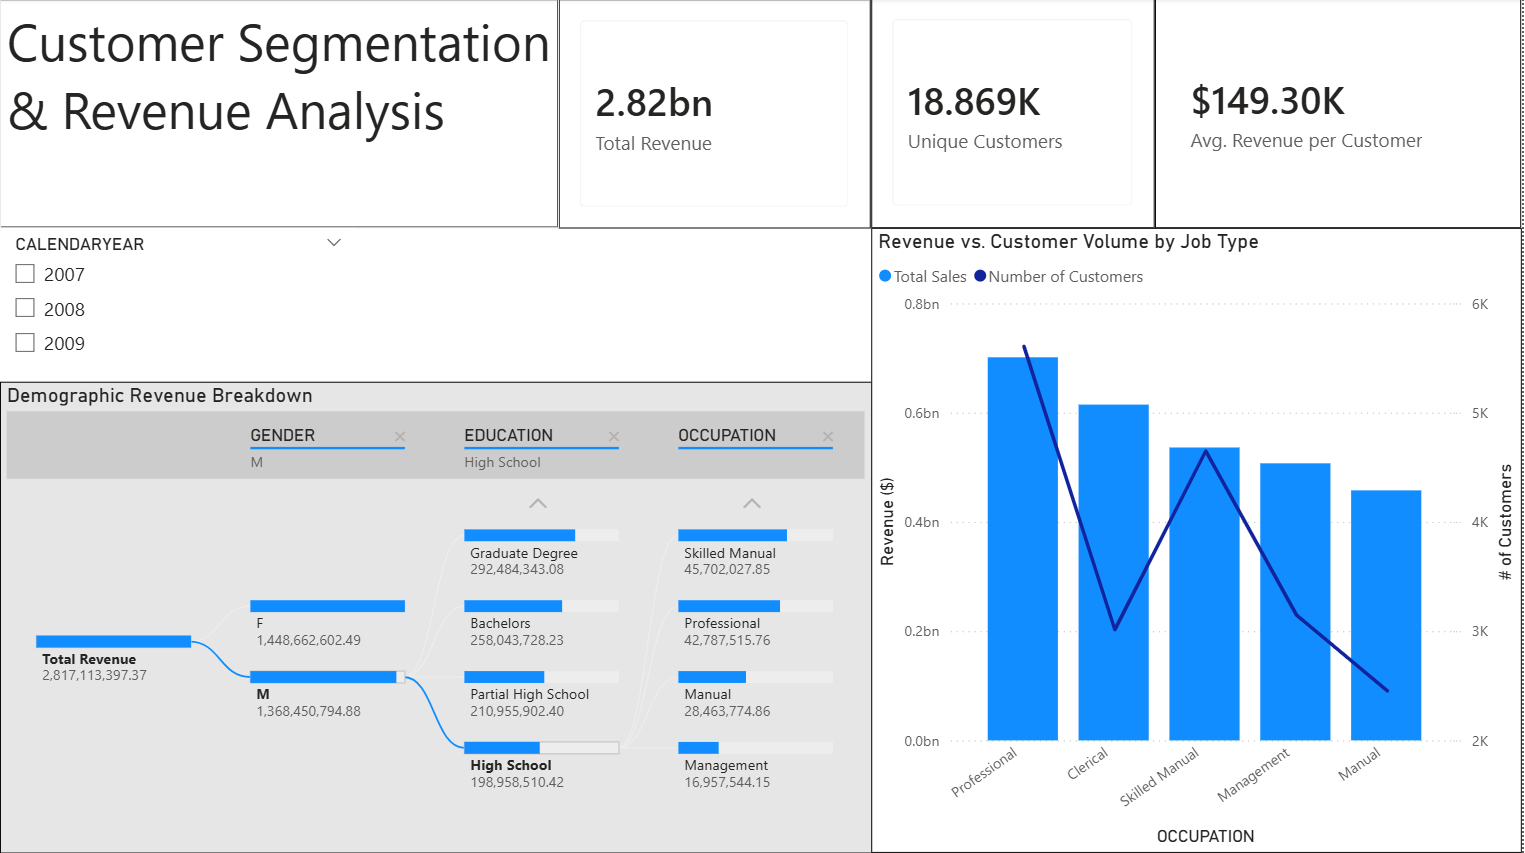 Customer Segmentation
& Revenue Analysis
2.82bn
Total Revenue
18.869K
Unique Customers
$149.30K
Avg. Revenue per Customer
CALENDARYEAR
2007
2008
2009
Demographic Revenue Breakdown
GENDER
M
EDUCATION
High School
OCCUPATION
Total Revenue
2,817,113,397.37
F
1,448,662,602.49
M
1,368,450,794.88
Graduate Degree
292,484,343.08
Bachelors
258,043,728.23
Partial High School
210,955,902.40
High School
198,958,510.42
Skilled Manual
45,702,027.85
Professional
42,787,515.76
Manual
28,463,774.86
Management
16,957,544.15
Revenue vs. Customer Volume by Job Type
Total Sales
Number of Customers
Revenue ($)
0.8bn
0.6bn
0.4bn
0.2bn
0.0bn
6K
5K
4K
3K
2K
# of Customers
Professional
Clerical
Skilled Manual
Management
Manual
OCCUPATION